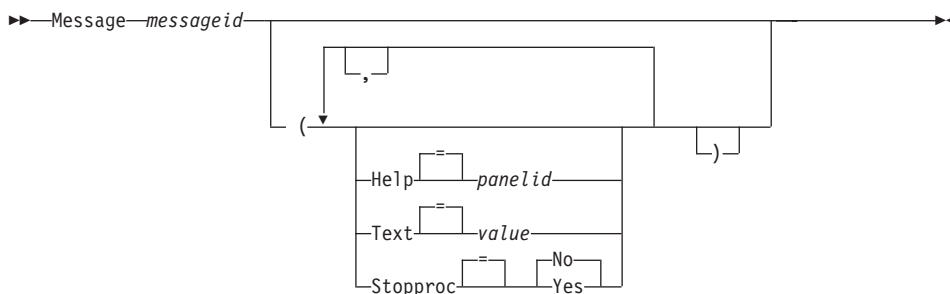 Message messageid
,
( )
Help = panelid
Text = value
Stopproc = No
Yes